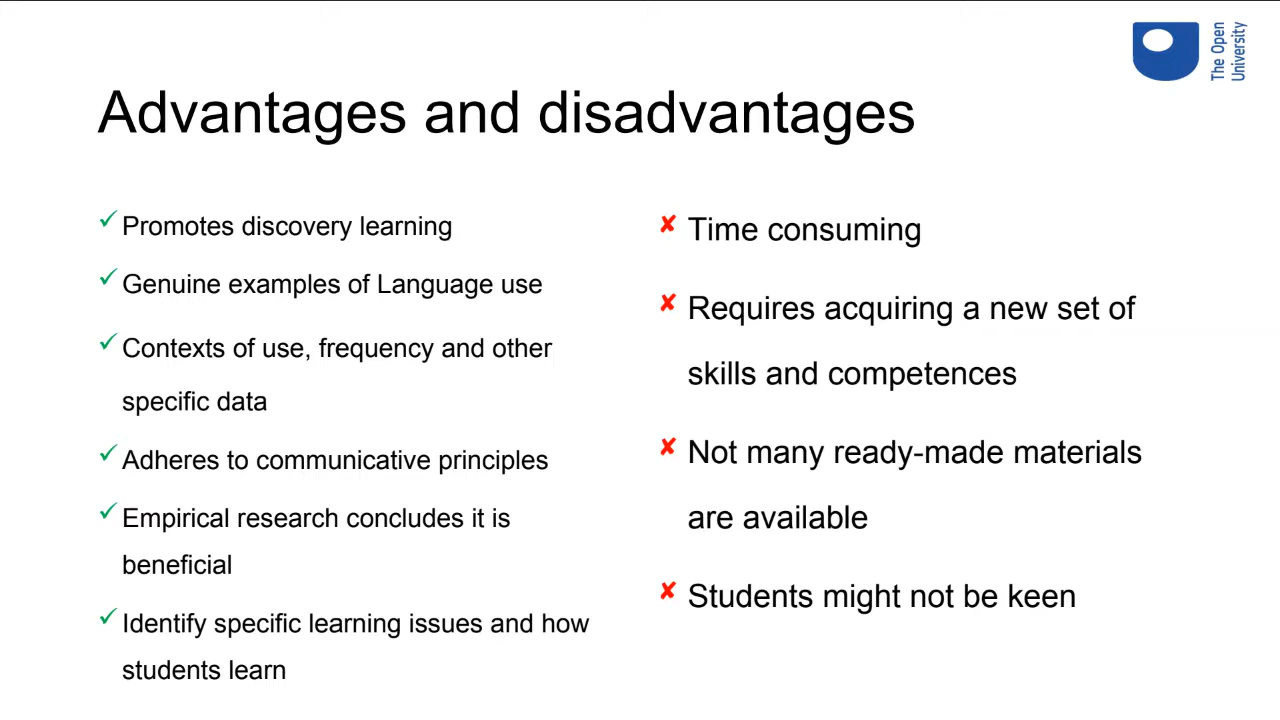 The Open
University
Advantages and disadvantages
Promotes discovery learning
Genuine examples of Language use
Contexts of use, frequency and other
specific data
Adheres to communicative principles
Empirical research concludes it is
beneficial
Identify specific learning issues and how
students learn
Time consuming
Requires acquiring a new set of
skills and competences
Not many ready-made materials
are available
Students might not be keen